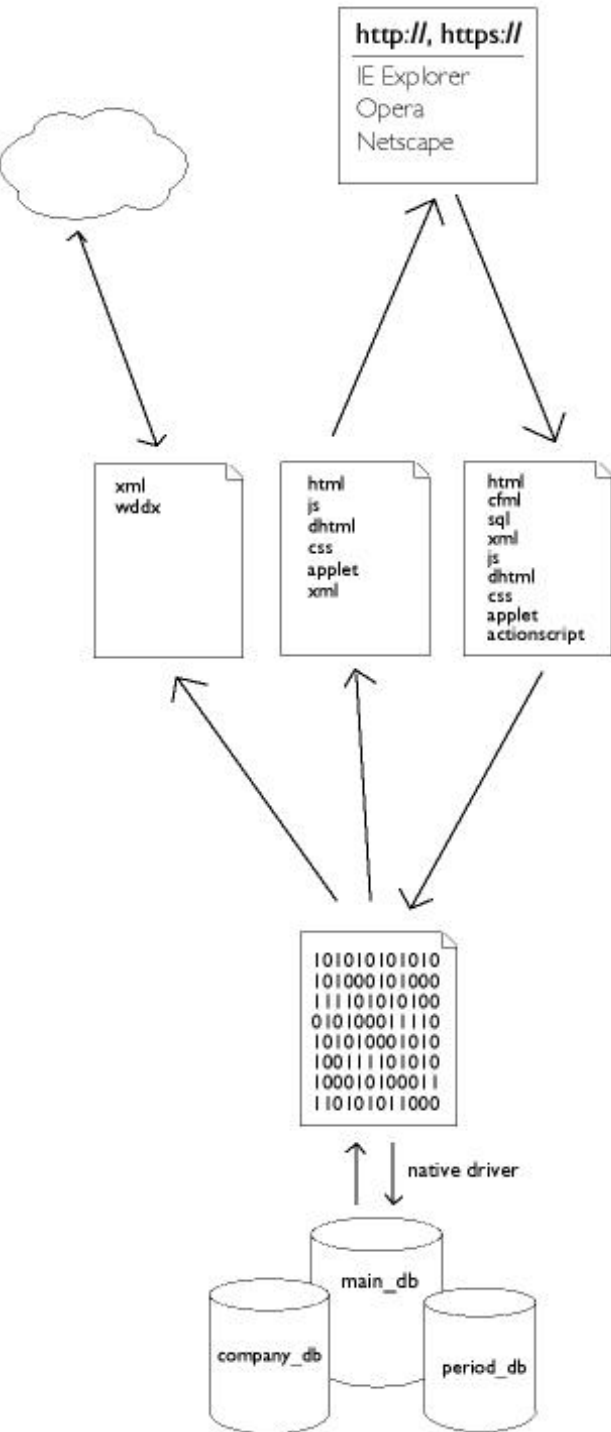 http://, https://
IE Explorer
Opera
Netscape
xml
wddx
html
js
dhtml
css
applet
xml
html
cfml
sql
xml
js
dhtml
css
applet
actionscript
101010101010
101000101000
111101010100
010100011110
101010001010
100111101010
100010100011
110101011000
native driver
main_db
company_db
period_db